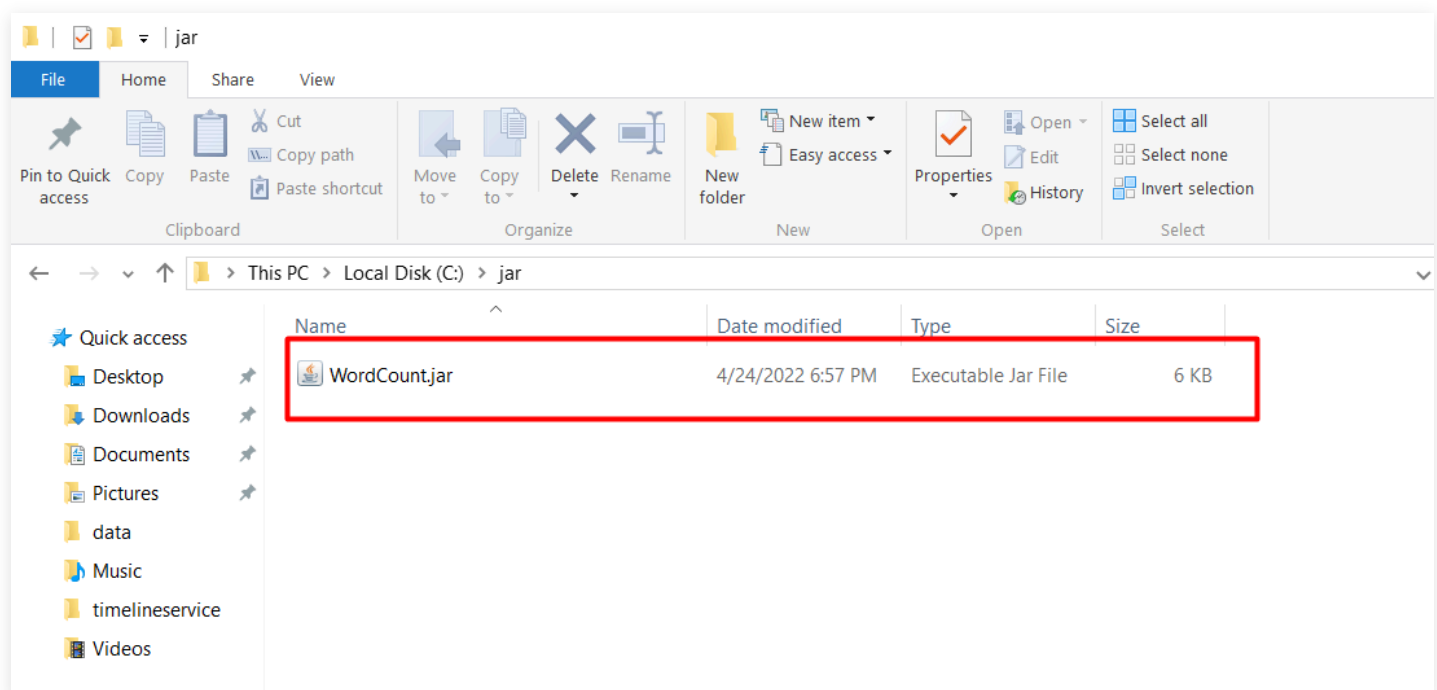 jar
File Home Share View
Pin to Quick access
Copy
Paste
Cut
W... Copy path
Paste shortcut
Clipboard
Move to
Copy to
Delete
Rename
Organize
New folder
New item
Easy access
New
Properties
Open
Edit
History
Open
Select all
Select none
Invert selection
Select
This PC > Local Disk (C:) > jar
Name Date modified Type Size
WordCount.jar 4/24/2022 6:57 PM Executable Jar File 6 KB
Quick access
Desktop
Downloads
Documents
Pictures
data
Music
timelineservice
Videos